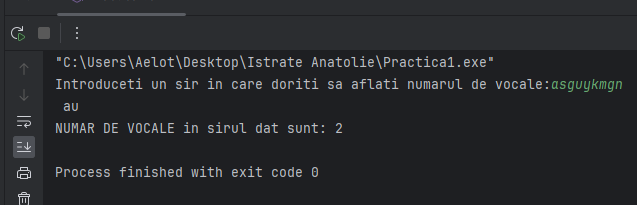 "C:\Users\Aelot\Desktop\Istrate Anatolie\Practica1.exe"
Introduceti un sir in care doriti sa aflati numarul de vocale:asguykmgn
au
NUMAR DE VOCALE in sirul dat sunt: 2
Process finished with exit code 0